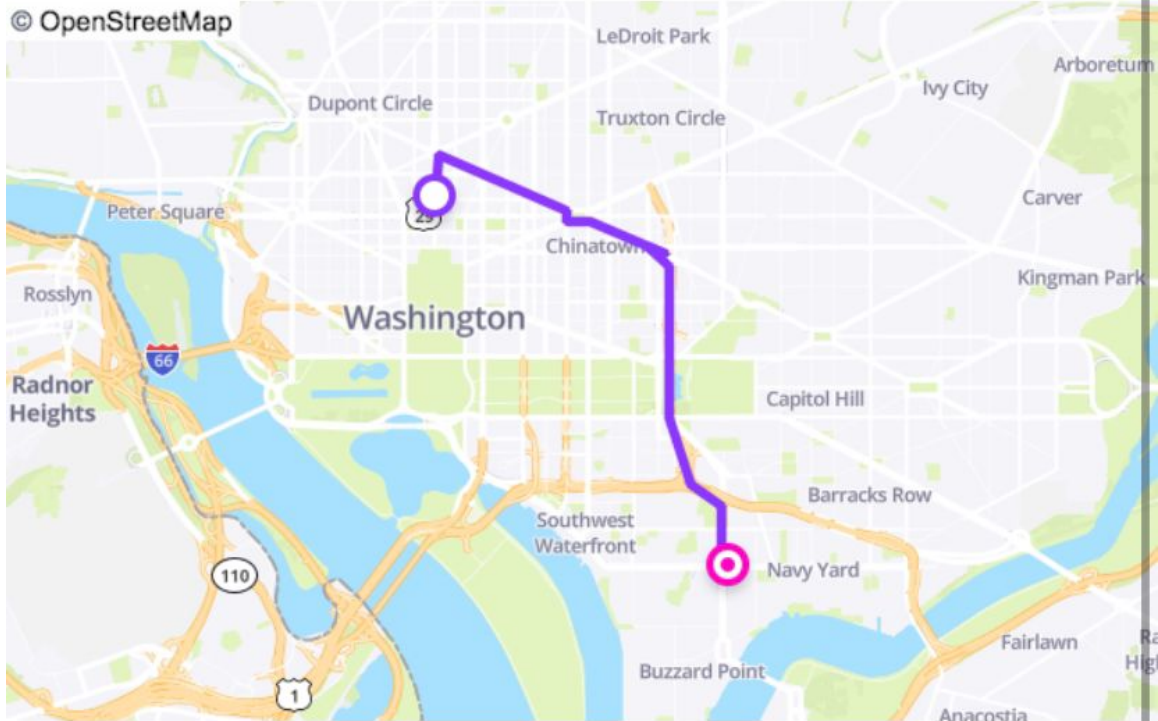 © OpenStreetMap
LeDroit Park
Arboretum
Ivy City
Dupont Circle
Truxton Circle
Carver
Peter Square
Chinatown
Kingman Park
Rosslyn
Washington
66
Radnor
Heights
Capitol Hill
Barracks Row
Southwest
Waterfront
110
Navy Yard
Fairlawn
Buzzard Point
1
Anacostia